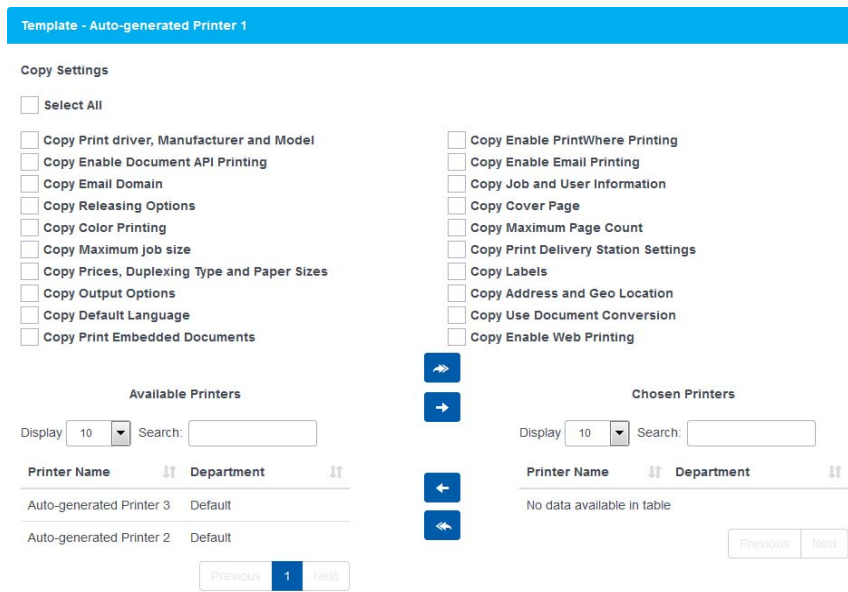 Template - Auto-generated Printer 1
Copy Settings
Select All
Copy Print driver, Manufacturer and Model
Copy Enable Document API Printing
Copy Email Domain
Copy Releasing Options
Copy Color Printing
Copy Maximum job size
Copy Prices, Duplexing Type and Paper Sizes
Copy Output Options
Copy Default Language
Copy Print Embedded Documents
Copy Enable PrintWhere Printing
Copy Enable Email Printing
Copy Job and User Information
Copy Cover Page
Copy Maximum Page Count
Copy Print Delivery Station Settings
Copy Labels
Copy Address and Geo Location
Copy Use Document Conversion
Copy Enable Web Printing
Available Printers
Display 10 Search:
Printer Name Department
Auto-generated Printer 3 Default
Auto-generated Printer 2 Default
Previous 1 Next
Chosen Printers
Display 10 Search:
Printer Name Department
No data available in table
Previous Next